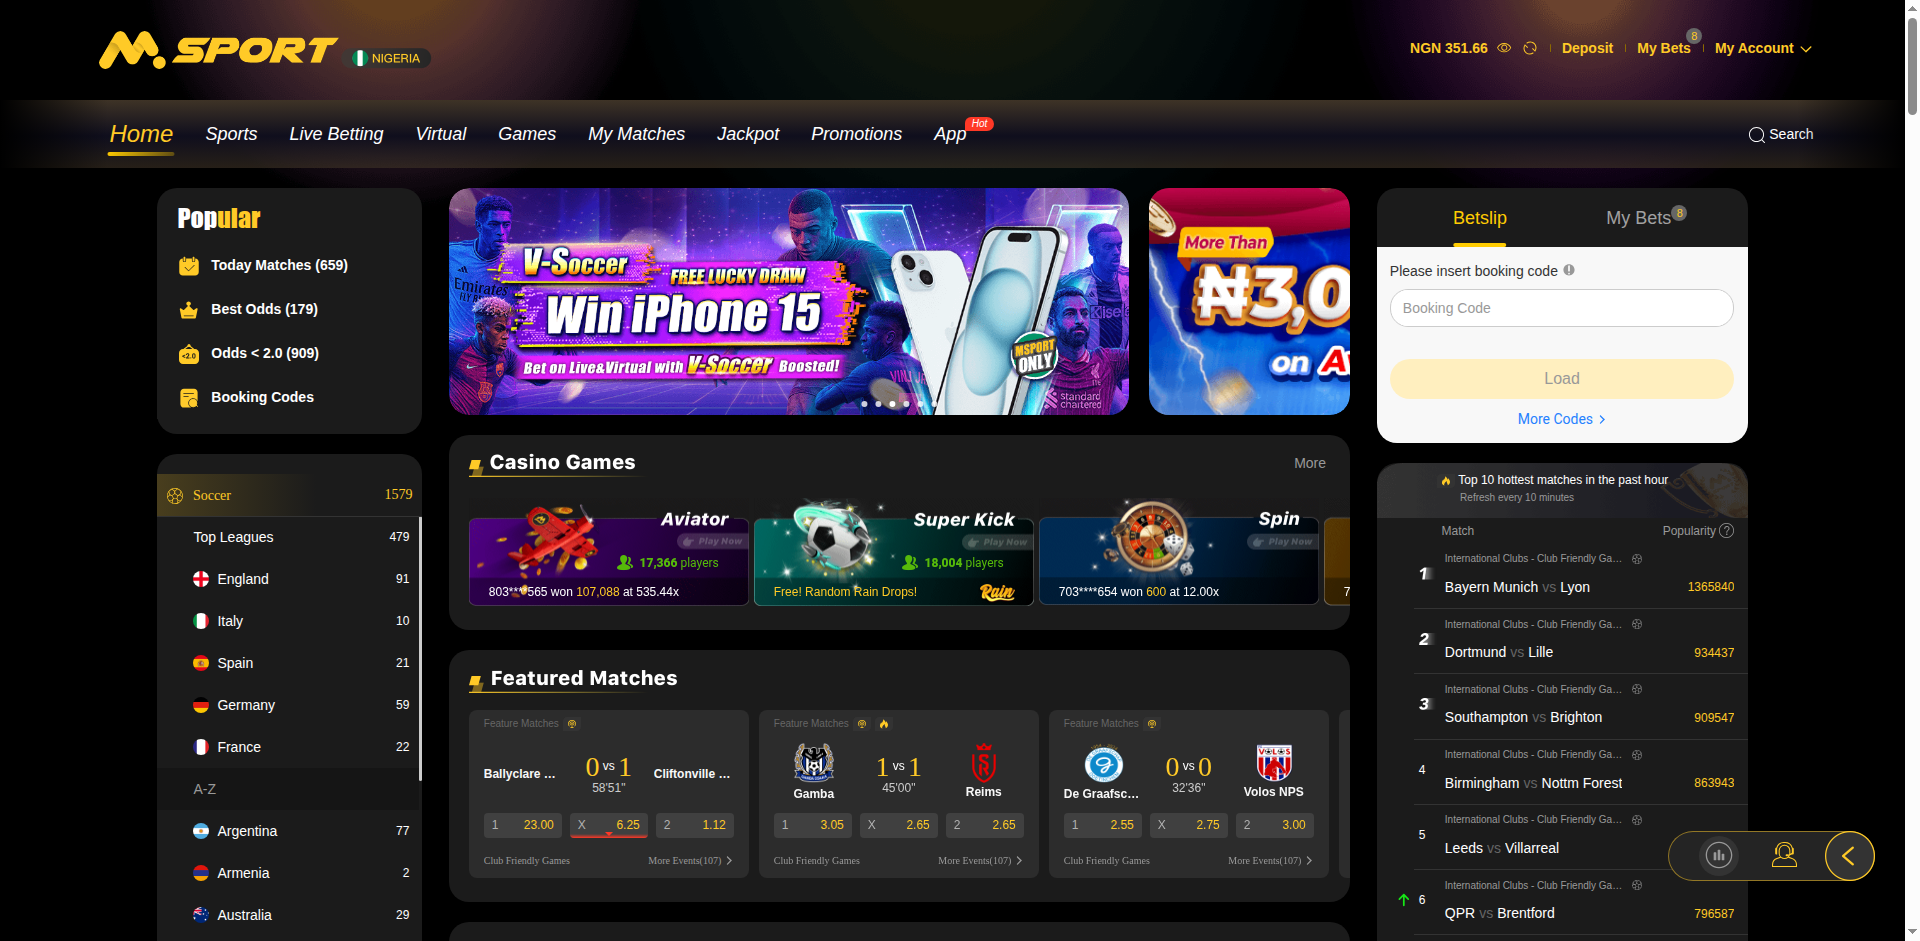 M.SPORT
NIGERIA
NGN 351.66
Deposit
My Bets
8
My Account
Home
Sports
Live Betting
Virtual
Games
My Matches
Jackpot
Promotions
App
Hot
Search
Popular
Today Matches (659)
Best Odds (179)
<2.0
Odds < 2.0 (909)
Booking Codes
Soccer 1579
Top Leagues 479
England 91
Italy 10
Spain 21
Germany 59
France 22
A-Z
Argentina 77
Armenia 2
Australia 29
V-Soccer
FREE LUCKY DRAW
Win iPhone 15
Bet on Live&Virtual with V-Soccer Boosted!
MSPORT
ONLY
Emirates
Standard
chartered
More Than
₦3,0
on A
Casino Games
More
Aviator
Play Now
17,366 players
803****565 won 107,088 at 535.44x
Super Kick
Play Now
18,004 players
Free! Random Rain Drops!
Rain
Spin
Play Now
703****654 won 600 at 12.00x
7
Featured Matches
Feature Matches
Ballyclare ...
0 vs 1
58'51"
Cliftonville ...
1 23.00
X 6.25
2 1.12
Club Friendly Games
More Events(107)
Feature Matches
Gamba
1 vs 1
45'00"
Reims
1 3.05
X 2.65
2 2.65
Club Friendly Games
More Events(107)
Feature Matches
De Graafsc...
0 vs 0
32'36"
VOLOS
Volos NPS
1 2.55
X 2.75
2 3.00
Club Friendly Games
More Events(107)
Betslip
My Bets
8
Please insert booking code
Booking Code
Load
More Codes
Top 10 hottest matches in the past hour
Refresh every 10 minutes
Match
Popularity ?
International Clubs - Club Friendly Ga...
1
Bayern Munich vs Lyon 1365840
International Clubs - Club Friendly Ga...
2
Dortmund vs Lille 934437
International Clubs - Club Friendly Ga...
3
Southampton vs Brighton 909547
International Clubs - Club Friendly Ga...
4
Birmingham vs Nottm Forest 863943
International Clubs - Club Friendly Ga...
5
Leeds vs Villarreal
International Clubs - Club Friendly Ga...
6
QPR vs Brentford 796587